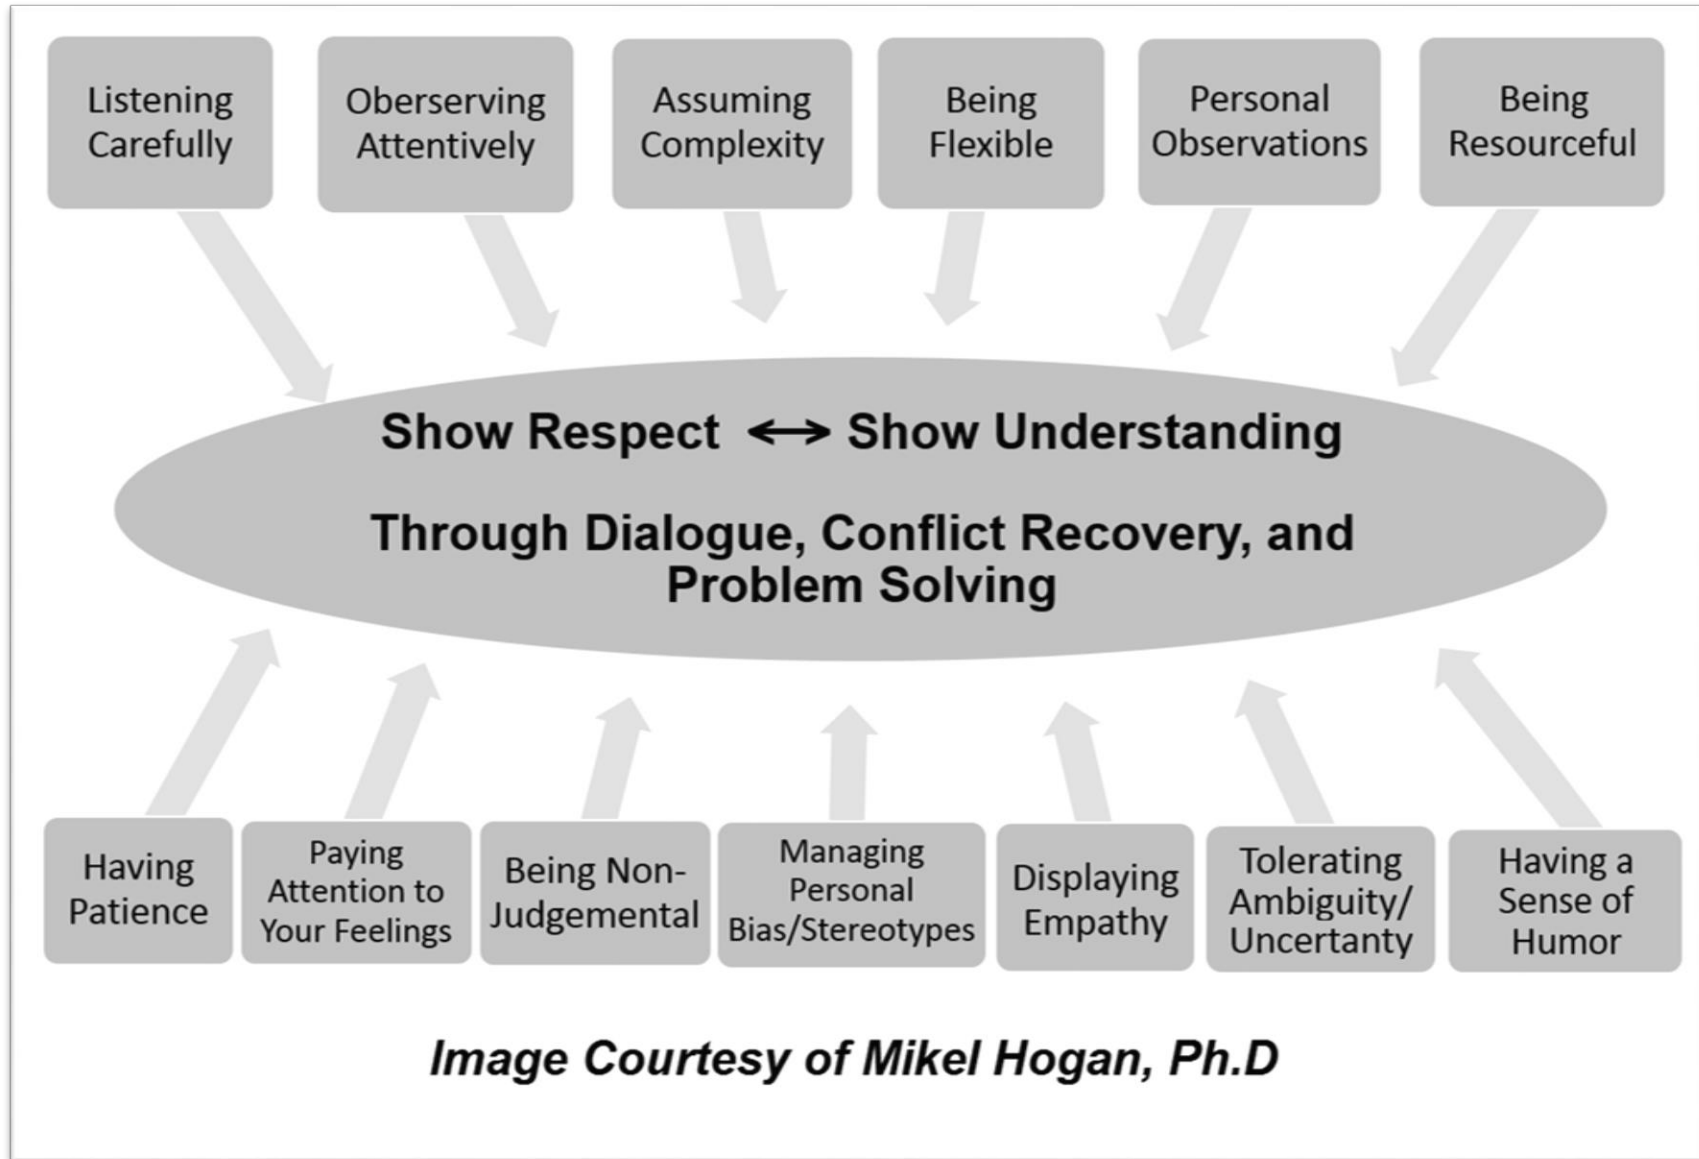 Listening
Carefully
Oberserving
Attentively
Assuming
Complexity
Being
Flexible
Personal
Observations
Being
Resourceful
Show Respect ↔ Show Understanding
Through Dialogue, Conflict Recovery, and
Problem Solving
Having
Patience
Paying
Attention to
Your Feelings
Being Non-
Judgemental
Managing
Personal
Bias/Stereotypes
Displaying
Empathy
Tolerating
Ambiguity/
Uncertanty
Having a
Sense of
Humor
Image Courtesy of Mikel Hogan, Ph.D